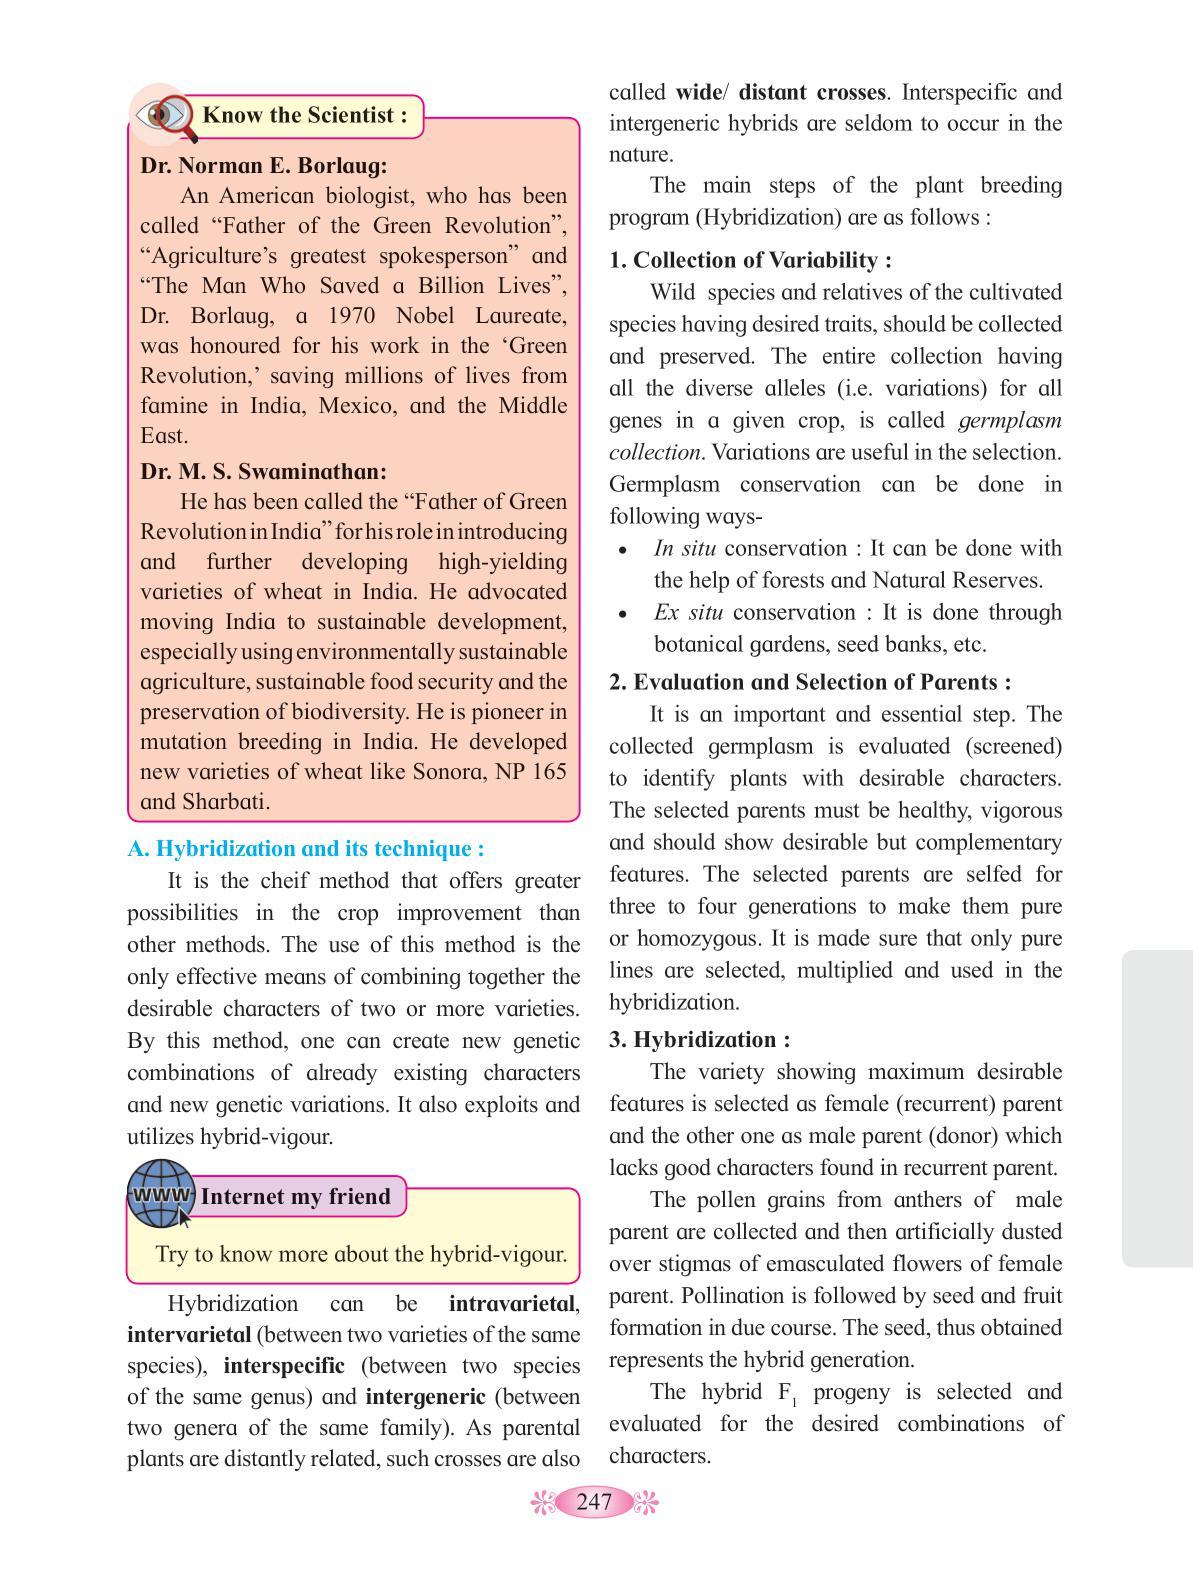 Know the Scientist :
Dr. Norman E. Borlaug:
An American biologist, who has been
called “Father of the Green Revolution”,
“Agriculture’s greatest spokesperson” and
“The Man Who Saved a Billion Lives”,
Dr. Borlaug, a 1970 Nobel Laureate,
was honoured for his work in the ‘Green
Revolution,’ saving millions of lives from
famine in India, Mexico, and the Middle
East.
Dr. M. S. Swaminathan:
He has been called the “Father of Green
Revolution in India” for his role in introducing
and further developing high-yielding
varieties of wheat in India. He advocated
moving India to sustainable development,
especially using environmentally sustainable
agriculture, sustainable food security and the
preservation of biodiversity. He is pioneer in
mutation breeding in India. He developed
new varieties of wheat like Sonora, NP 165
and Sharbati.
A. Hybridization and its technique :
It is the cheif method that offers greater
possibilities in the crop improvement than
other methods. The use of this method is the
only effective means of combining together the
desirable characters of two or more varieties.
By this method, one can create new genetic
combinations of already existing characters
and new genetic variations. It also exploits and
utilizes hybrid-vigour.
WWW Internet my friend
Try to know more about the hybrid-vigour.
Hybridization can be intravarietal,
intervarietal (between two varieties of the same
species), interspecific (between two species
of the same genus) and intergeneric (between
two genera of the same family). As parental
plants are distantly related, such crosses are also
called wide/ distant crosses. Interspecific and
intergeneric hybrids are seldom to occur in the
nature.
The main steps of the plant breeding
program (Hybridization) are as follows :
1. Collection of Variability :
Wild species and relatives of the cultivated
species having desired traits, should be collected
and preserved. The entire collection having
all the diverse alleles (i.e. variations) for all
genes in a given crop, is called germplasm
collection. Variations are useful in the selection.
Germplasm conservation can be done in
following ways-
• In situ conservation : It can be done with
the help of forests and Natural Reserves.
• Ex situ conservation : It is done through
botanical gardens, seed banks, etc.
2. Evaluation and Selection of Parents :
It is an important and essential step. The
collected germplasm is evaluated (screened)
to identify plants with desirable characters.
The selected parents must be healthy, vigorous
and should show desirable but complementary
features. The selected parents are selfed for
three to four generations to make them pure
or homozygous. It is made sure that only pure
lines are selected, multiplied and used in the
hybridization.
3. Hybridization :
The variety showing maximum desirable
features is selected as female (recurrent) parent
and the other one as male parent (donor) which
lacks good characters found in recurrent parent.
The pollen grains from anthers of male
parent are collected and then artificially dusted
over stigmas of emasculated flowers of female
parent. Pollination is followed by seed and fruit
formation in due course. The seed, thus obtained
represents the hybrid generation.
The hybrid F₁ progeny is selected and
evaluated for the desired combinations of
characters.
247